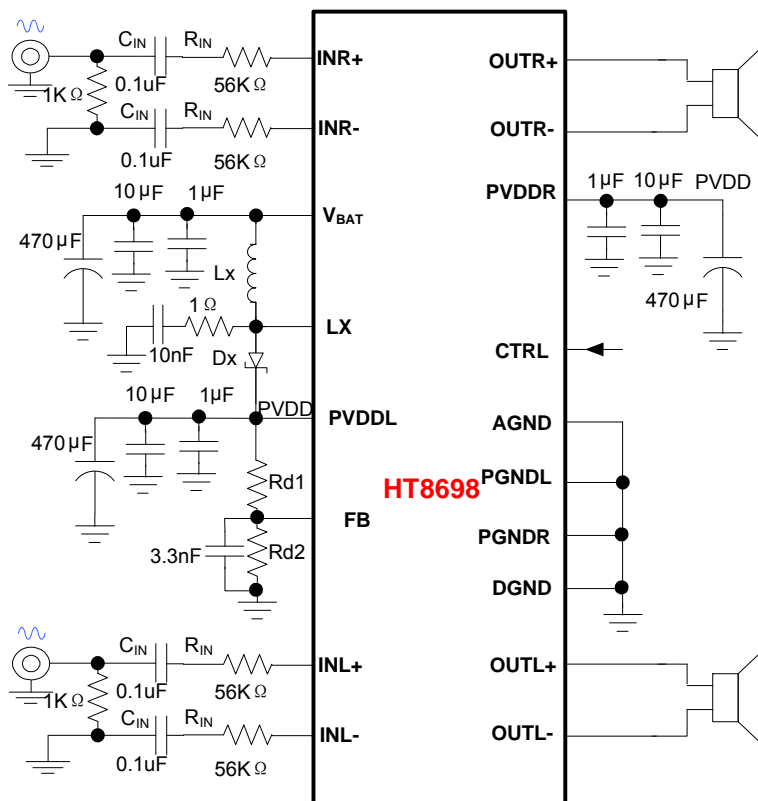 CIN RIN
INR+
OUTR+
0.1uF
56KΩ
1KΩ
CIN RIN
INR-
OUTR-
0.1uF
56KΩ
PVDDR
1μF 10μF PVDD
10μF 1μF
VBAT
470μF
Lx
470μF
1Ω
LX
10nF
CTRL
Dx
10μF 1μF
PVDD
PVDDL
AGND
470μF
Rd1
HT8698
PGNDL
FB
PGNDR
3.3nF
Rd2
DGND
CIN RIN
INL+
OUTL+
0.1uF
56KΩ
1KΩ
CIN RIN
INL-
OUTL-
0.1uF
56KΩ